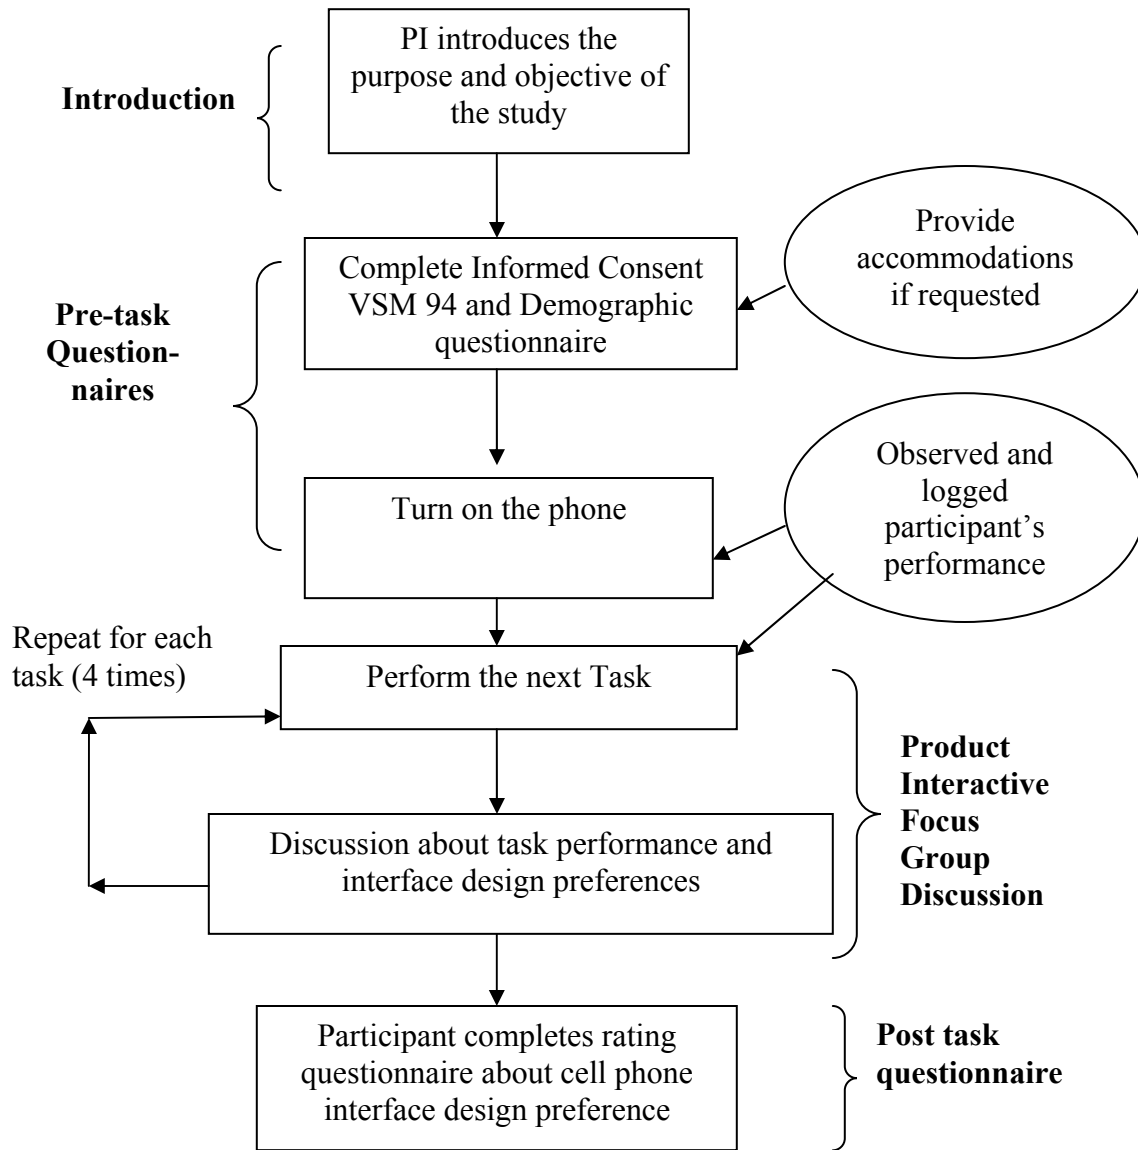 PI introduces the
purpose and objective of
the study
Introduction
Provide
accommodations
if requested
Complete Informed Consent
VSM 94 and Demographic
questionnaire
Pre-task
Question-
naires
Observed and
logged
participant’s
performance
Turn on the phone
Repeat for each
task (4 times)
Perform the next Task
Product
Interactive
Focus
Group
Discussion
Discussion about task performance and
interface design preferences
Participant completes rating
questionnaire about cell phone
interface design preference
Post task
questionnaire